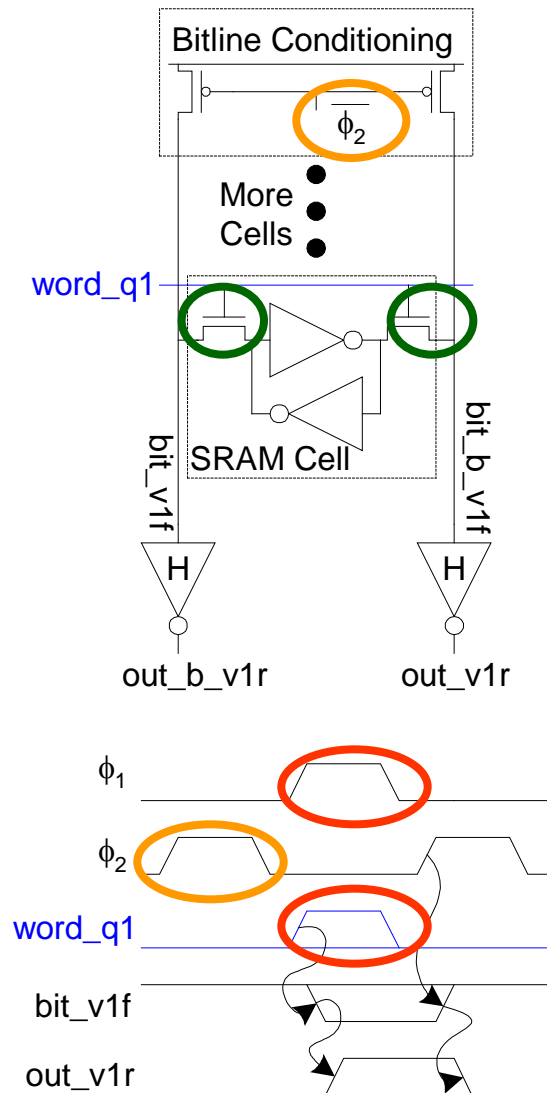 Bitline Conditioning
ϕ2
More
Cells
word_q1
bit_v1f
bit_b_v1f
SRAM Cell
H
H
out_b_v1r
out_v1r
ϕ1
ϕ2
word_q1
bit_v1f
out_v1r